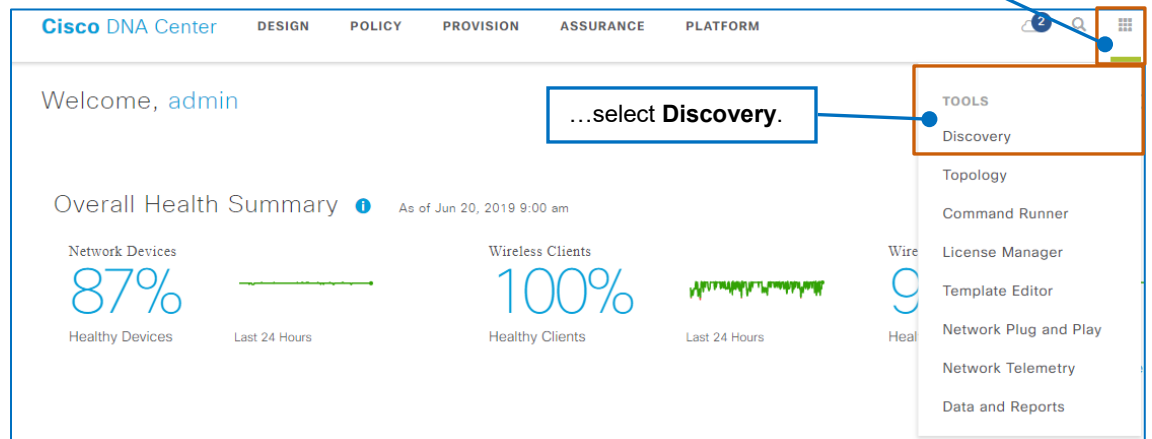 Cisco DNA Center DESIGN POLICY PROVISION ASSURANCE PLATFORM 2
Welcome, admin
…select Discovery.
TOOLS
Discovery
Topology
Command Runner
License Manager
Template Editor
Network Plug and Play
Network Telemetry
Data and Reports
Overall Health Summary i As of Jun 20, 2019 9:00 am
Network Devices Wireless Clients Wire
87% 100% 9
Healthy Devices Last 24 Hours Healthy Clients Last 24 Hours Heal